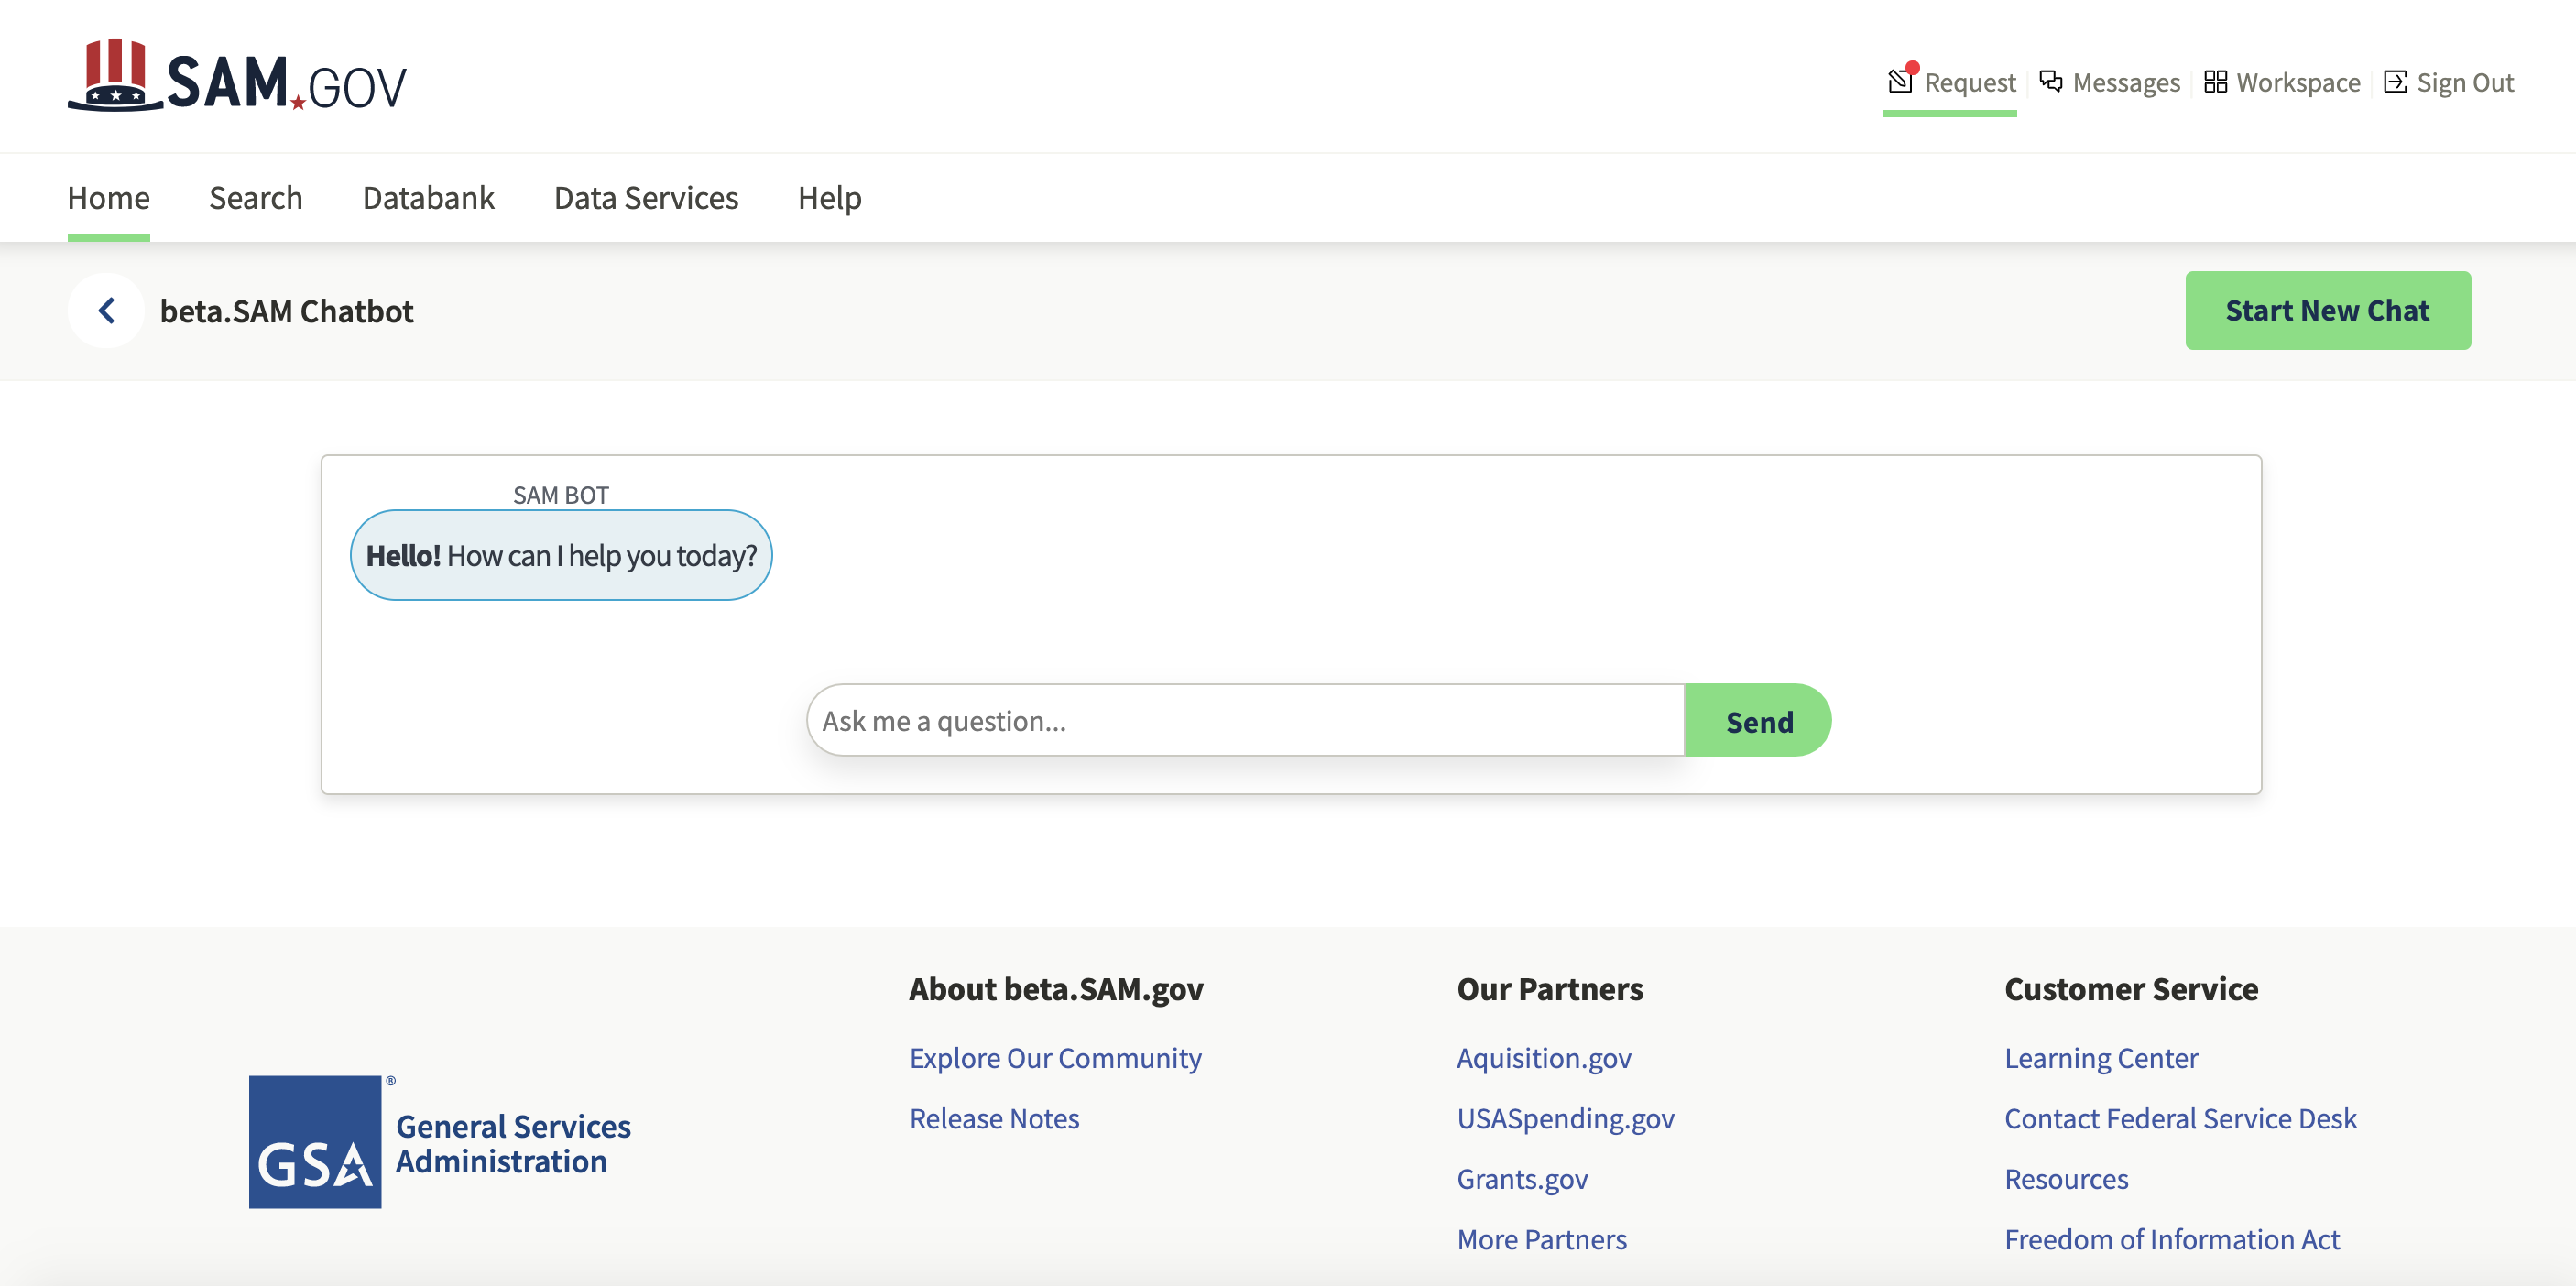 SAM.GOV
Request Messages Workspace Sign Out
Home Search Databank Data Services Help
beta.SAM Chatbot
Start New Chat
SAM BOT
Hello! How can I help you today?
Ask me a question...
Send
About beta.SAM.gov
Explore Our Community
Release Notes
Our Partners
Aquisition.gov
USASpending.gov
Grants.gov
More Partners
Customer Service
Learning Center
Contact Federal Service Desk
Resources
Freedom of Information Act
GSA ®
General Services
Administration